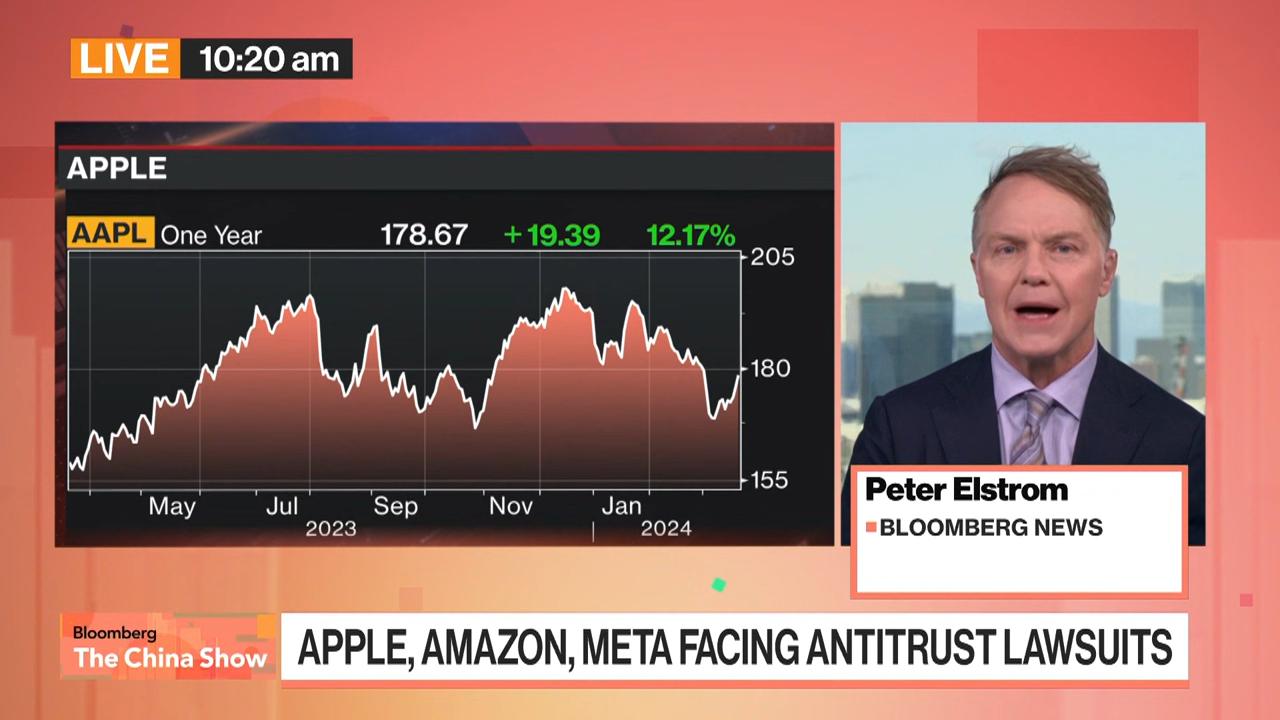 LIVE 10:20 am
APPLE
AAPL One Year 178.67 +19.39 12.17%
205
180
155
May Jul Sep Nov Jan
2023 2024
Peter Elstrom
BLOOMBERG NEWS
Bloomberg
The China Show
APPLE, AMAZON, META FACING ANTITRUST LAWSUITS